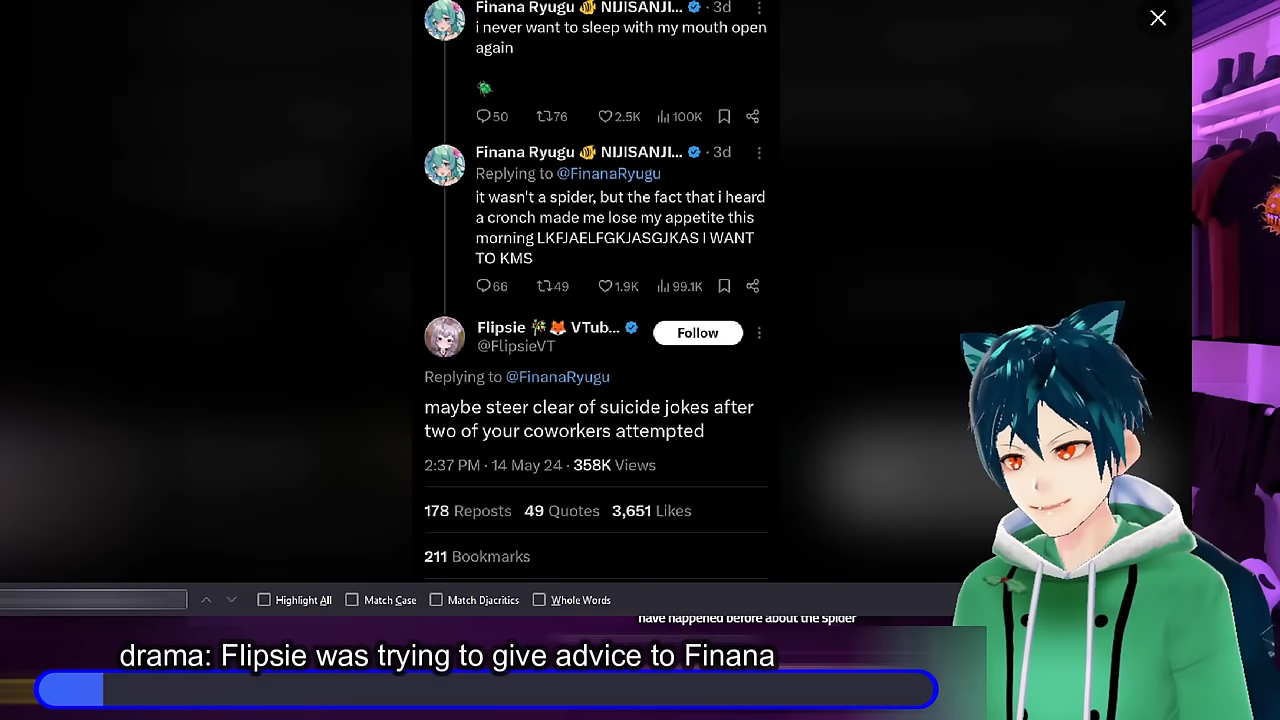 Finana Ryugu 🐠 NIJISANJI... · 3d
i never want to sleep with my mouth open
again
🪲
50 76 2.5K 100K
Finana Ryugu 🐠 NIJISANJI... · 3d
Replying to @FinanaRyugu
it wasn't a spider, but the fact that i heard
a cronch made me lose my appetite this
morning LKFJAELFGKJASGJKAS I WANT
TO KMS
66 49 1.9K 99.1K
Flipsie 🎋🦊 VTub... Follow
@FlipsieVT
Replying to @FinanaRyugu
maybe steer clear of suicide jokes after
two of your coworkers attempted
2:37 PM · 14 May 24 · 358K Views
178 Reposts 49 Quotes 3,651 Likes
211 Bookmarks
Highlight All Match Case Match Diacritics Whole Words
have happened before about the spider
drama: Flipsie was trying to give advice to Finana